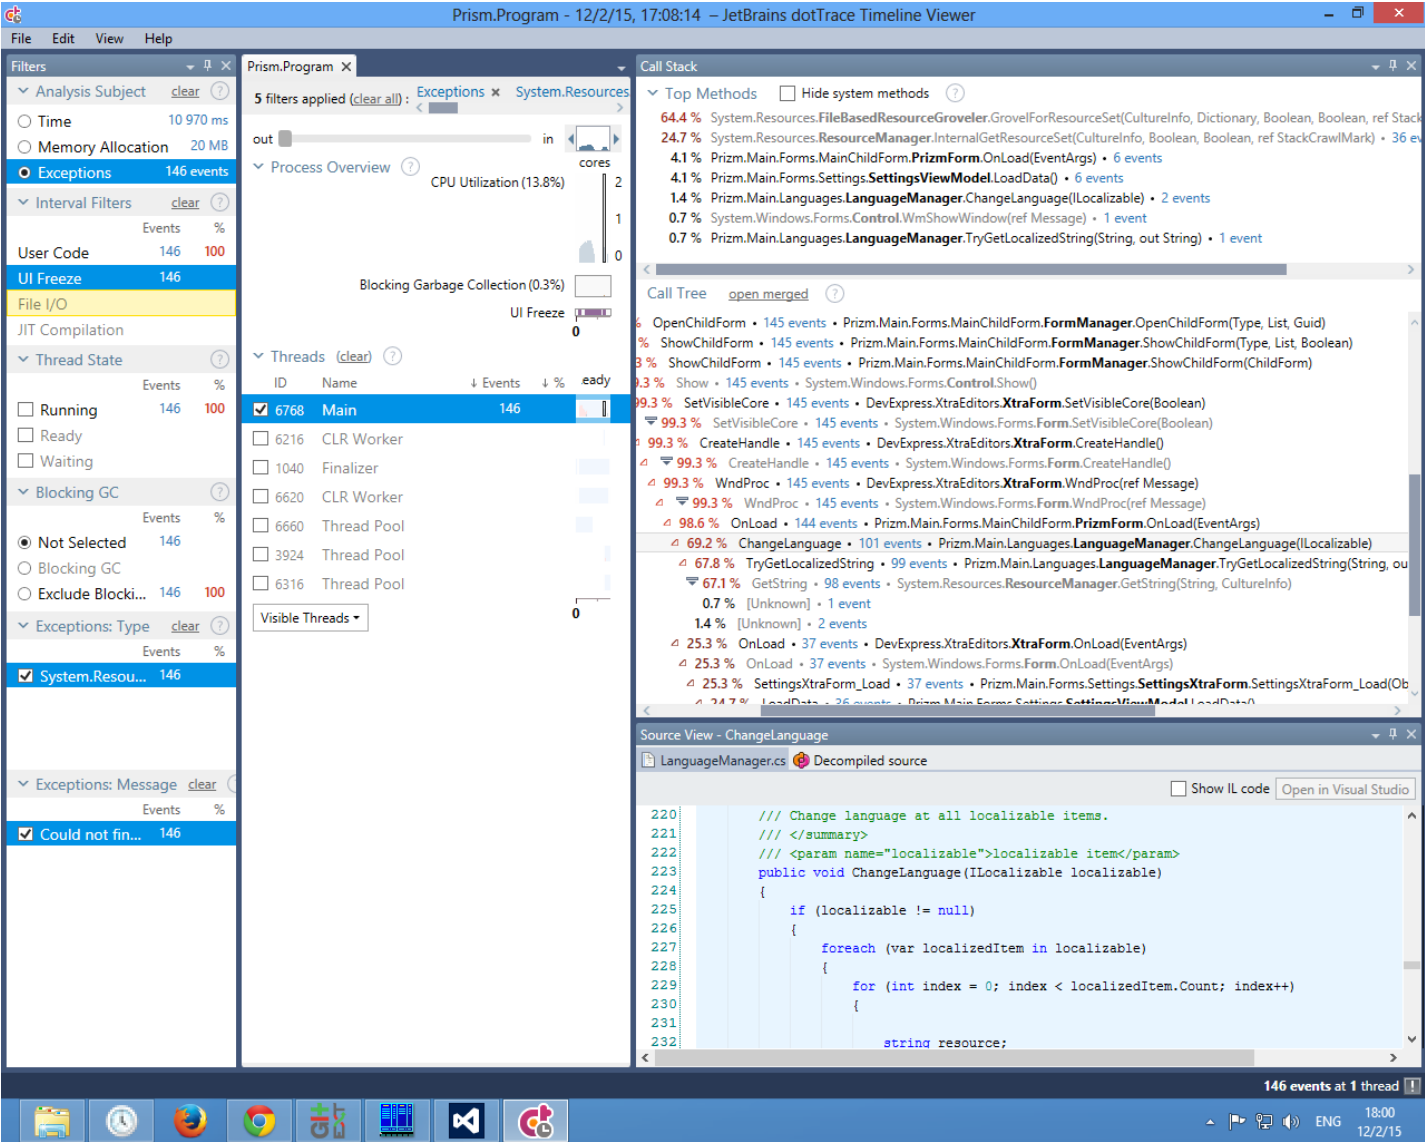 Prism.Program - 12/2/15, 17:08:14 – JetBrains dotTrace Timeline Viewer
File Edit View Help
Filters
Analysis Subject clear ?
Time 10 970 ms
Memory Allocation 20 MB
Exceptions 146 events
Interval Filters clear ?
Events %
User Code 146 100
UI Freeze 146
File I/O
JIT Compilation
Thread State ?
Events %
Running 146 100
Ready
Waiting
Blocking GC ?
Events %
Not Selected 146
Blocking GC
Exclude Blocki... 146 100
Exceptions: Type clear ?
Events %
System.Resou... 146
Exceptions: Message clear
Events %
Could not fin... 146
Prism.Program
5 filters applied (clear all) : Exceptions × System.Resources
out in
Process Overview ? cores
CPU Utilization (13.8%) 2
1
0
Blocking Garbage Collection (0.3%)
UI Freeze
0
Threads (clear) ?
ID Name ↓ Events ↓ % eady
6768 Main 146
6216 CLR Worker
1040 Finalizer
6620 CLR Worker
6660 Thread Pool
3924 Thread Pool
6316 Thread Pool
Visible Threads 0
Call Stack
Top Methods Hide system methods ?
64.4 % System.Resources.FileBasedResourceGroveler.GrovelForResourceSet(CultureInfo, Dictionary, Boolean, Boolean, ref Stack
24.7 % System.Resources.ResourceManager.InternalGetResourceSet(CultureInfo, Boolean, Boolean, ref StackCrawlMark) • 36 ev
4.1 % Prizm.Main.Forms.MainChildForm.PrizmForm.OnLoad(EventArgs) • 6 events
4.1 % Prizm.Main.Forms.Settings.SettingsViewModel.LoadData() • 6 events
1.4 % Prizm.Main.Languages.LanguageManager.ChangeLanguage(ILocalizable) • 2 events
0.7 % System.Windows.Forms.Control.WmShowWindow(ref Message) • 1 event
0.7 % Prizm.Main.Languages.LanguageManager.TryGetLocalizedString(String, out String) • 1 event
Call Tree open merged ?
% OpenChildForm • 145 events • Prizm.Main.Forms.MainChildForm.FormManager.OpenChildForm(Type, List, Guid)
% ShowChildForm • 145 events • Prizm.Main.Forms.MainChildForm.FormManager.ShowChildForm(Type, List, Boolean)
3 % ShowChildForm • 145 events • Prizm.Main.Forms.MainChildForm.FormManager.ShowChildForm(ChildForm)
9.3 % Show • 145 events • System.Windows.Forms.Control.Show()
99.3 % SetVisibleCore • 145 events • DevExpress.XtraEditors.XtraForm.SetVisibleCore(Boolean)
99.3 % SetVisibleCore • 145 events • System.Windows.Forms.Form.SetVisibleCore(Boolean)
99.3 % CreateHandle • 145 events • DevExpress.XtraEditors.XtraForm.CreateHandle()
99.3 % CreateHandle • 145 events • System.Windows.Forms.Form.CreateHandle()
99.3 % WndProc • 145 events • DevExpress.XtraEditors.XtraForm.WndProc(ref Message)
99.3 % WndProc • 145 events • System.Windows.Forms.Form.WndProc(ref Message)
98.6 % OnLoad • 144 events • Prizm.Main.Forms.MainChildForm.PrizmForm.OnLoad(EventArgs)
69.2 % ChangeLanguage • 101 events • Prizm.Main.Languages.LanguageManager.ChangeLanguage(ILocalizable)
67.8 % TryGetLocalizedString • 99 events • Prizm.Main.Languages.LanguageManager.TryGetLocalizedString(String, ou
67.1 % GetString • 98 events • System.Resources.ResourceManager.GetString(String, CultureInfo)
0.7 % [Unknown] • 1 event
1.4 % [Unknown] • 2 events
25.3 % OnLoad • 37 events • DevExpress.XtraEditors.XtraForm.OnLoad(EventArgs)
25.3 % OnLoad • 37 events • System.Windows.Forms.Form.OnLoad(EventArgs)
25.3 % SettingsXtraForm_Load • 37 events • Prizm.Main.Forms.Settings.SettingsXtraForm.SettingsXtraForm_Load(Ob
24.7 % LoadData • 36 events • Prizm.Main.Forms.Settings.SettingsViewModel.LoadData()
Source View - ChangeLanguage
LanguageManager.cs Decompiled source
Show IL code Open in Visual Studio
220 /// Change language at all localizable items.
221 /// </summary>
222 /// <param name="localizable">localizable item</param>
223 public void ChangeLanguage(ILocalizable localizable)
224 {
225 if (localizable != null)
226 {
227 foreach (var localizedItem in localizable)
228 {
229 for (int index = 0; index < localizedItem.Count; index++)
230 {
231
232 string resource;
146 events at 1 thread
ENG 18:00
12/2/15